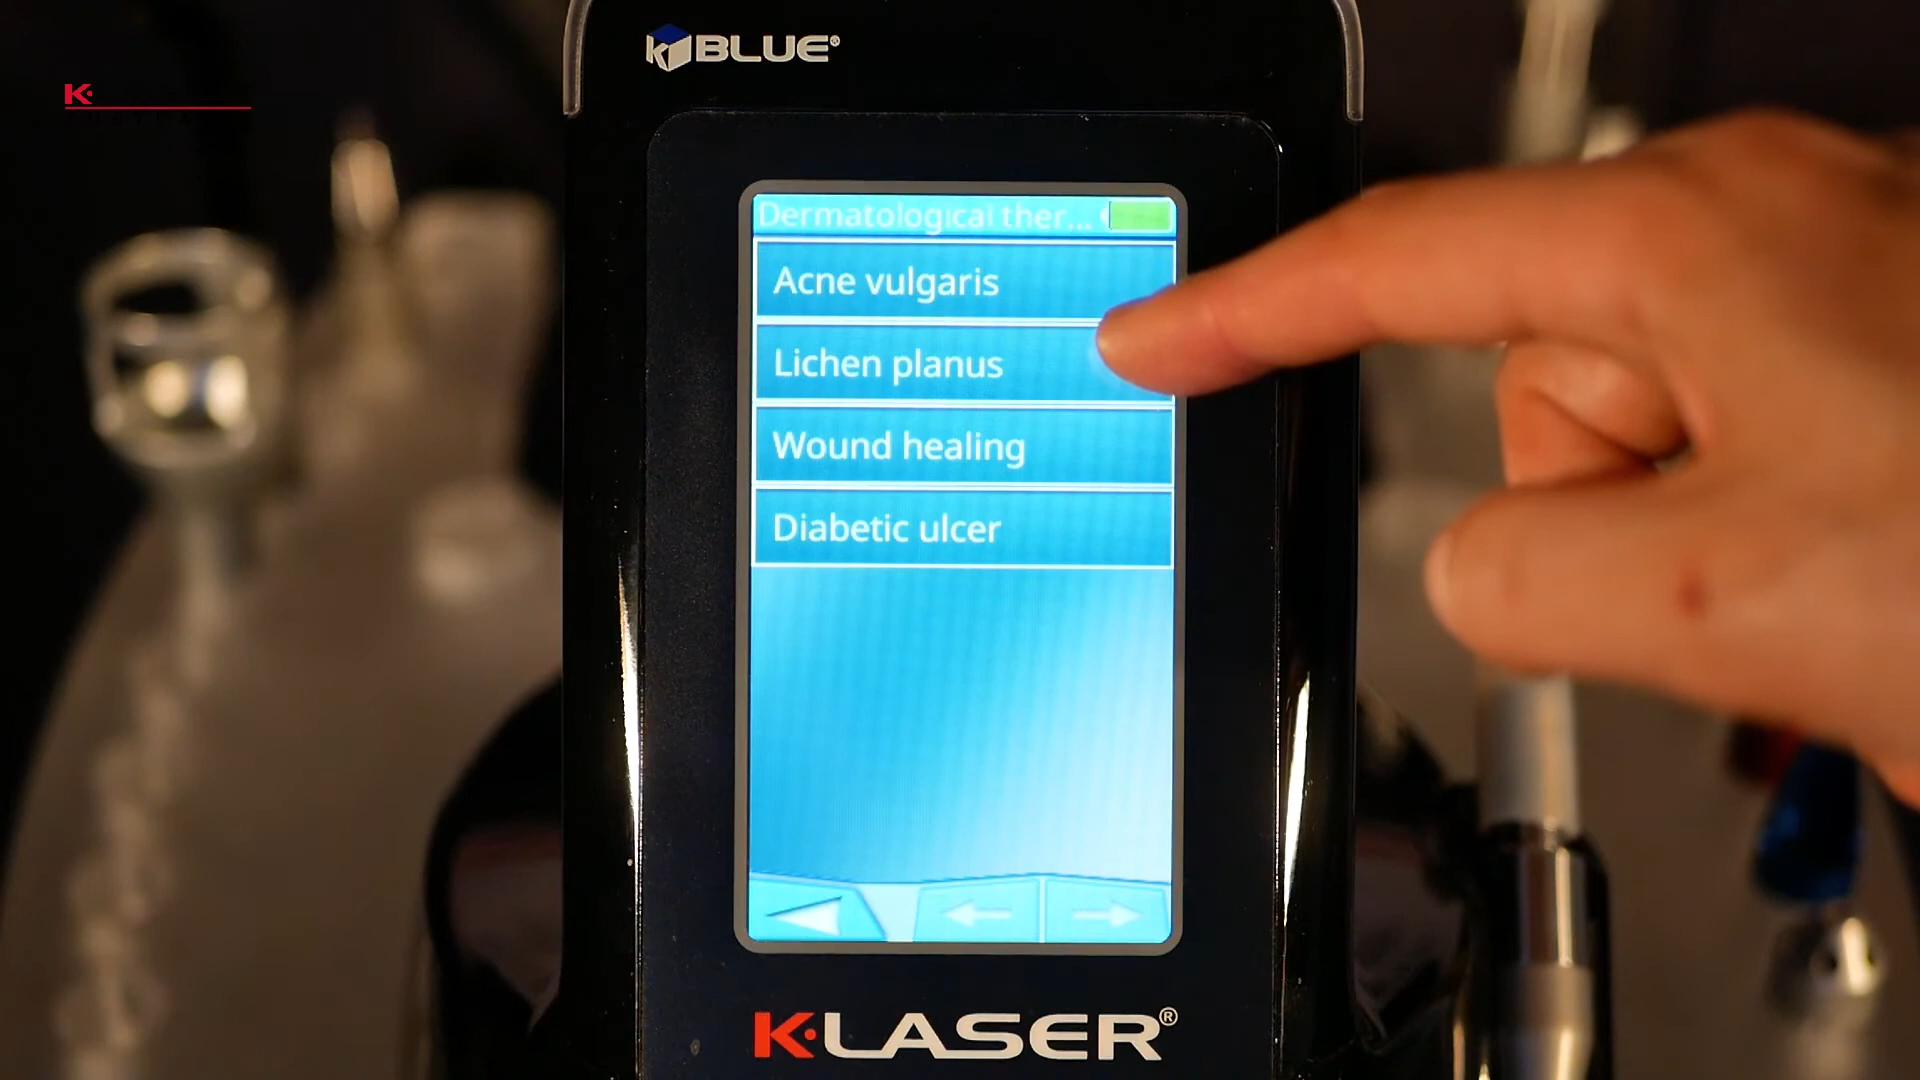 K BLUE®
K·
Dermatological ther...
Acne vulgaris
Lichen planus
Wound healing
Diabetic ulcer
K·LASER®